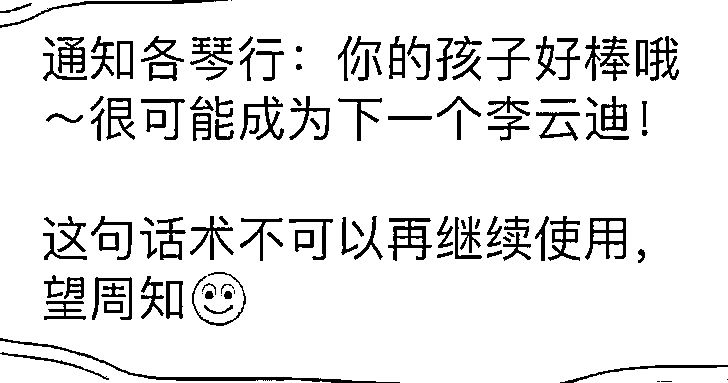 通知各琴行：你的孩子好棒哦
～很可能成为下一个李云迪！
这句话术不可以再继续使用，
望周知